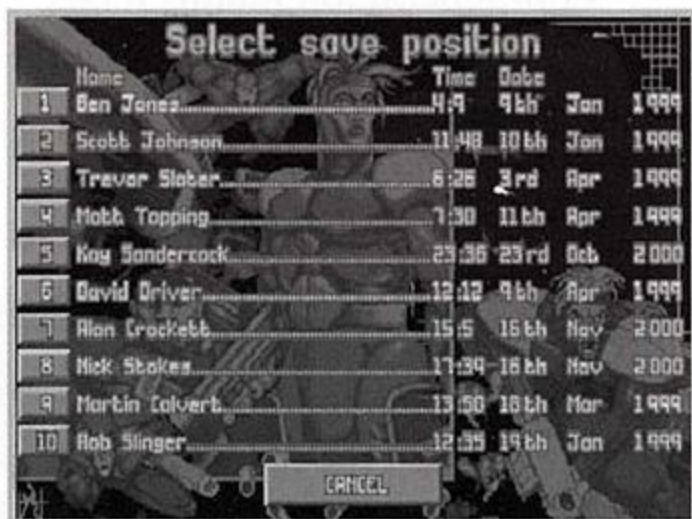 Select save position
Name Time Date
1 Ben Jones 4:9 9th Jan 1999
2 Scott Johnson 11:48 10th Jan 1999
3 Trevor Slater 6:26 3rd Apr 1999
4 Matt Topping 7:30 11th Apr 1999
5 Kay Sandercock 23:36 23rd Oct 2000
6 David Driver 12:12 9th Apr 1999
7 Alan Crockett 15:5 16th Nov 2000
8 Nick Stokes 17:39 16th Nov 2000
9 Martin Calvert 13:50 16th Mar 1999
10 Rob Slinger 12:35 19th Jan 1999
CANCEL